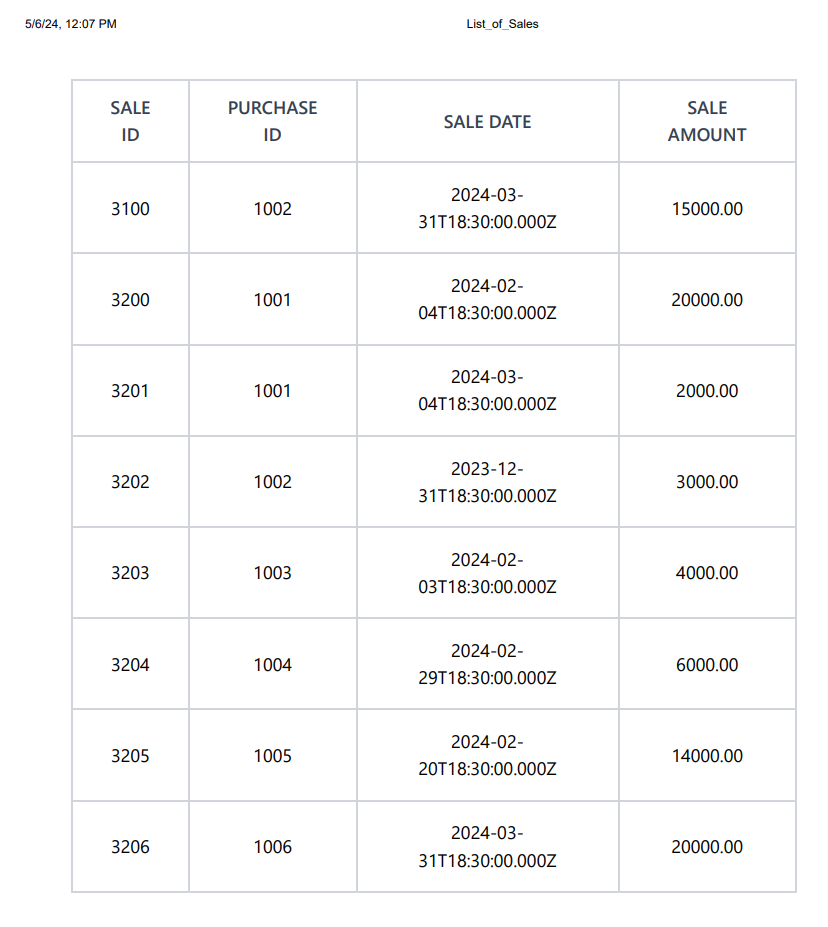 5/6/24, 12:07 PM List_of_Sales
SALE ID PURCHASE ID SALE DATE SALE AMOUNT
3100 1002 2024-03-31T18:30:00.000Z 15000.00
3200 1001 2024-02-04T18:30:00.000Z 20000.00
3201 1001 2024-03-04T18:30:00.000Z 2000.00
3202 1002 2023-12-31T18:30:00.000Z 3000.00
3203 1003 2024-02-03T18:30:00.000Z 4000.00
3204 1004 2024-02-29T18:30:00.000Z 6000.00
3205 1005 2024-02-20T18:30:00.000Z 14000.00
3206 1006 2024-03-31T18:30:00.000Z 20000.00